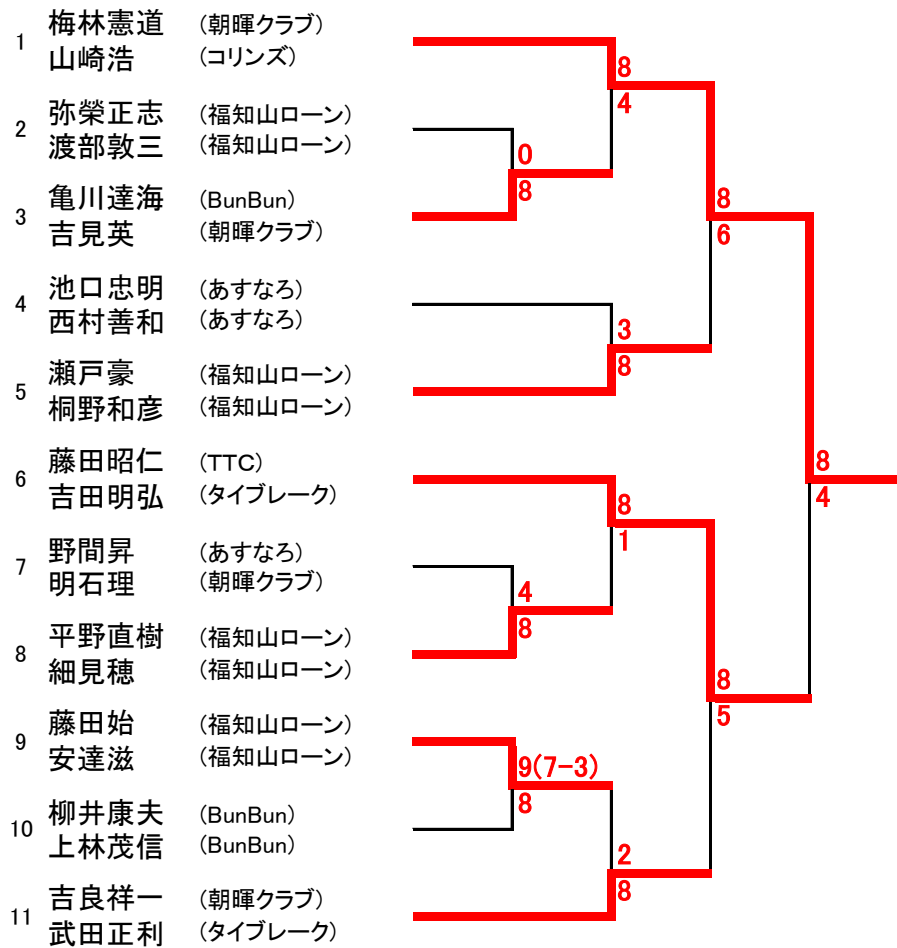 1 梅林憲道 (朝暉クラブ)
山崎浩 (コリンズ)
2 弥榮正志 (福知山ローン)
渡部敦三 (福知山ローン)
3 亀川達海 (BunBun)
吉見英 (朝暉クラブ)
4 池口忠明 (あすなろ)
西村善和 (あすなろ)
5 瀬戸豪 (福知山ローン)
桐野和彦 (福知山ローン)
6 藤田昭仁 (TTC)
吉田明弘 (タイブレーク)
7 野間昇 (あすなろ)
明石理 (朝暉クラブ)
8 平野直樹 (福知山ローン)
細見穂 (福知山ローン)
9 藤田始 (福知山ローン)
安達滋 (福知山ローン)
10 柳井康夫 (BunBun)
上林茂信 (BunBun)
11 吉良祥一 (朝暉クラブ)
武田正利 (タイブレーク)
0
8
4
8
9(7-3)
8
8
4
3
8
8
1
2
8
8
6
8
5
8
4